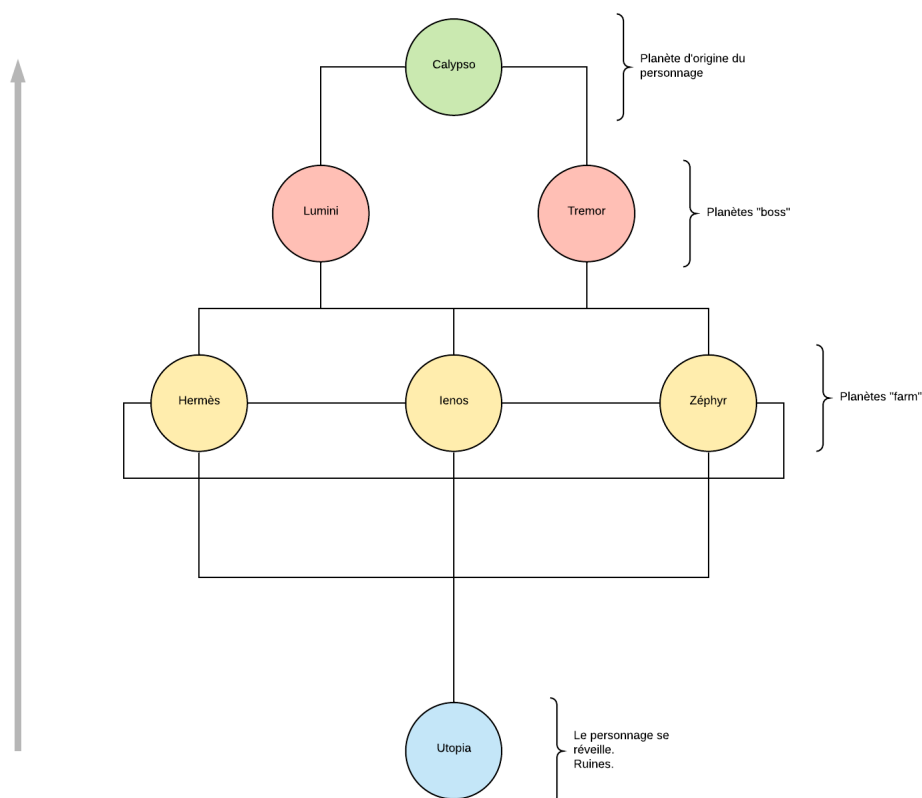 Calypso
Planète d'origine du
personnage
Lumini
Tremor
Planètes "boss"
Hermès
Ienos
Zéphyr
Planètes "farm"
Utopia
Le personnage se
réveille.
Ruines.